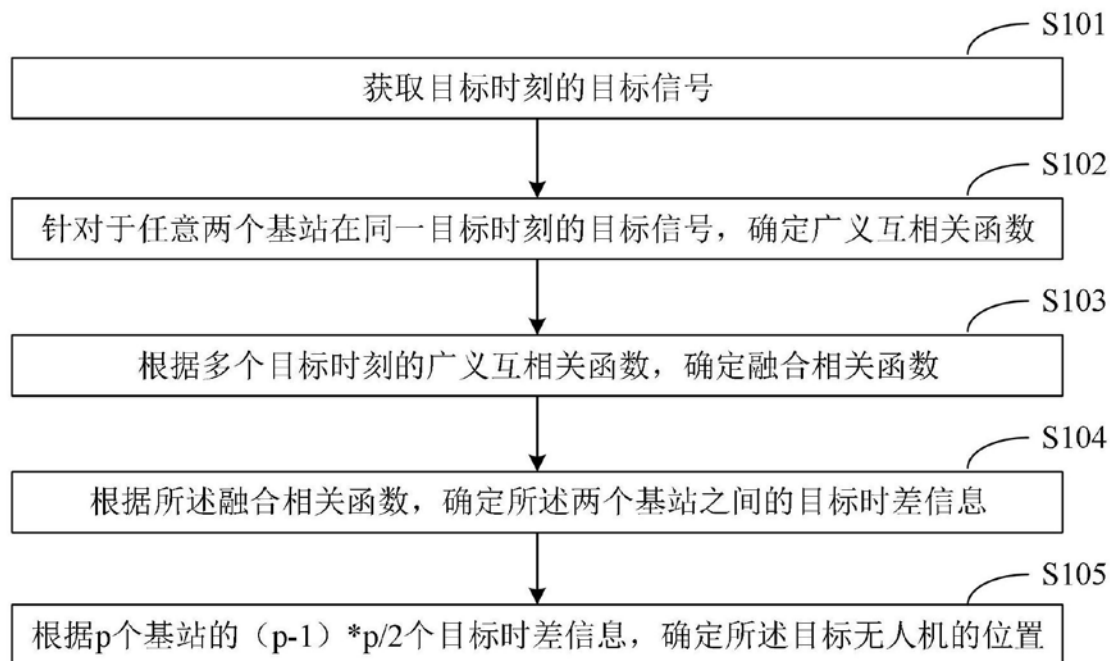 S101
获取目标时刻的目标信号
S102
针对于任意两个基站在同一目标时刻的目标信号，确定广义互相关函数
S103
根据多个目标时刻的广义互相关函数，确定融合相关函数
S104
根据所述融合相关函数，确定所述两个基站之间的目标时差信息
S105
根据p个基站的（p-1）*p/2个目标时差信息，确定所述目标无人机的位置